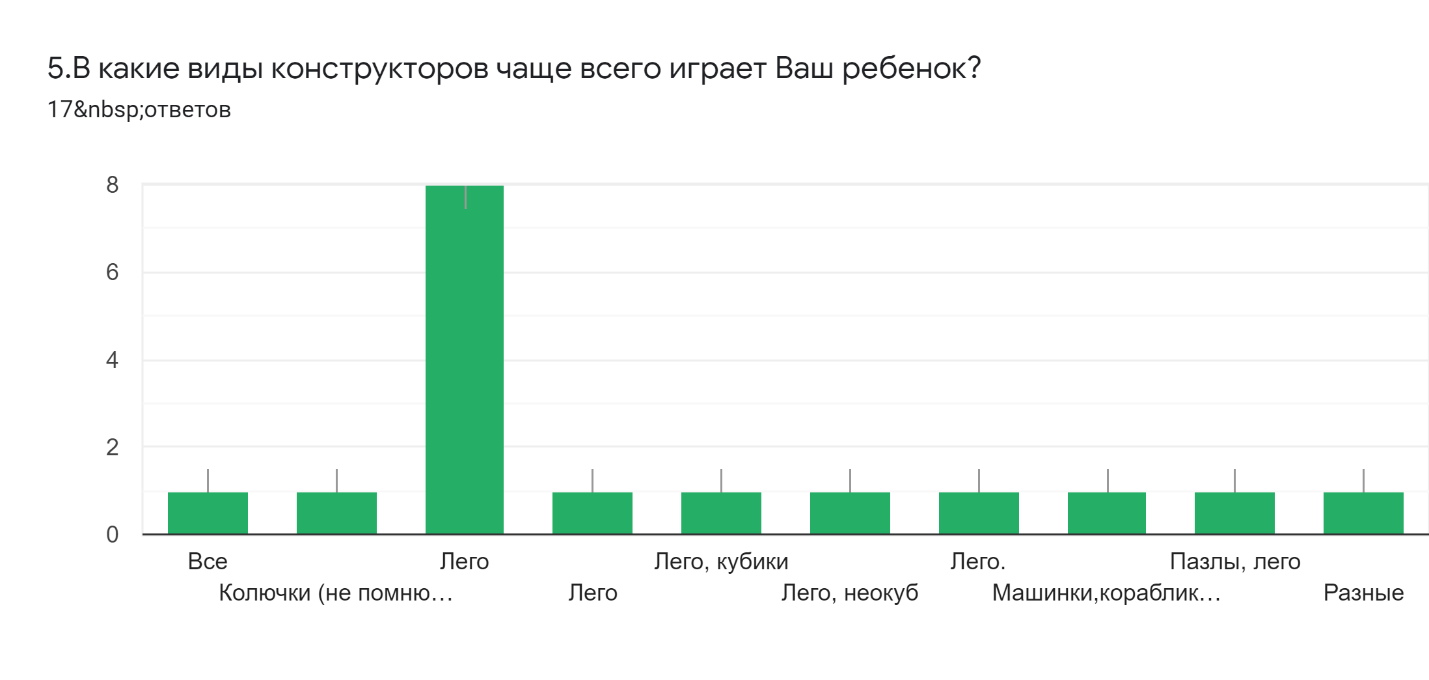 5.В какие виды конструкторов чаще всего играет Ваш ребенок?
17&nbsp;ответов
8
6
4
2
0
Все
Колючки (не помню…
Лего
Лего
Лего, кубики
Лего, неокуб
Лего.
Машинки,кораблик…
Пазлы, лего
Разные